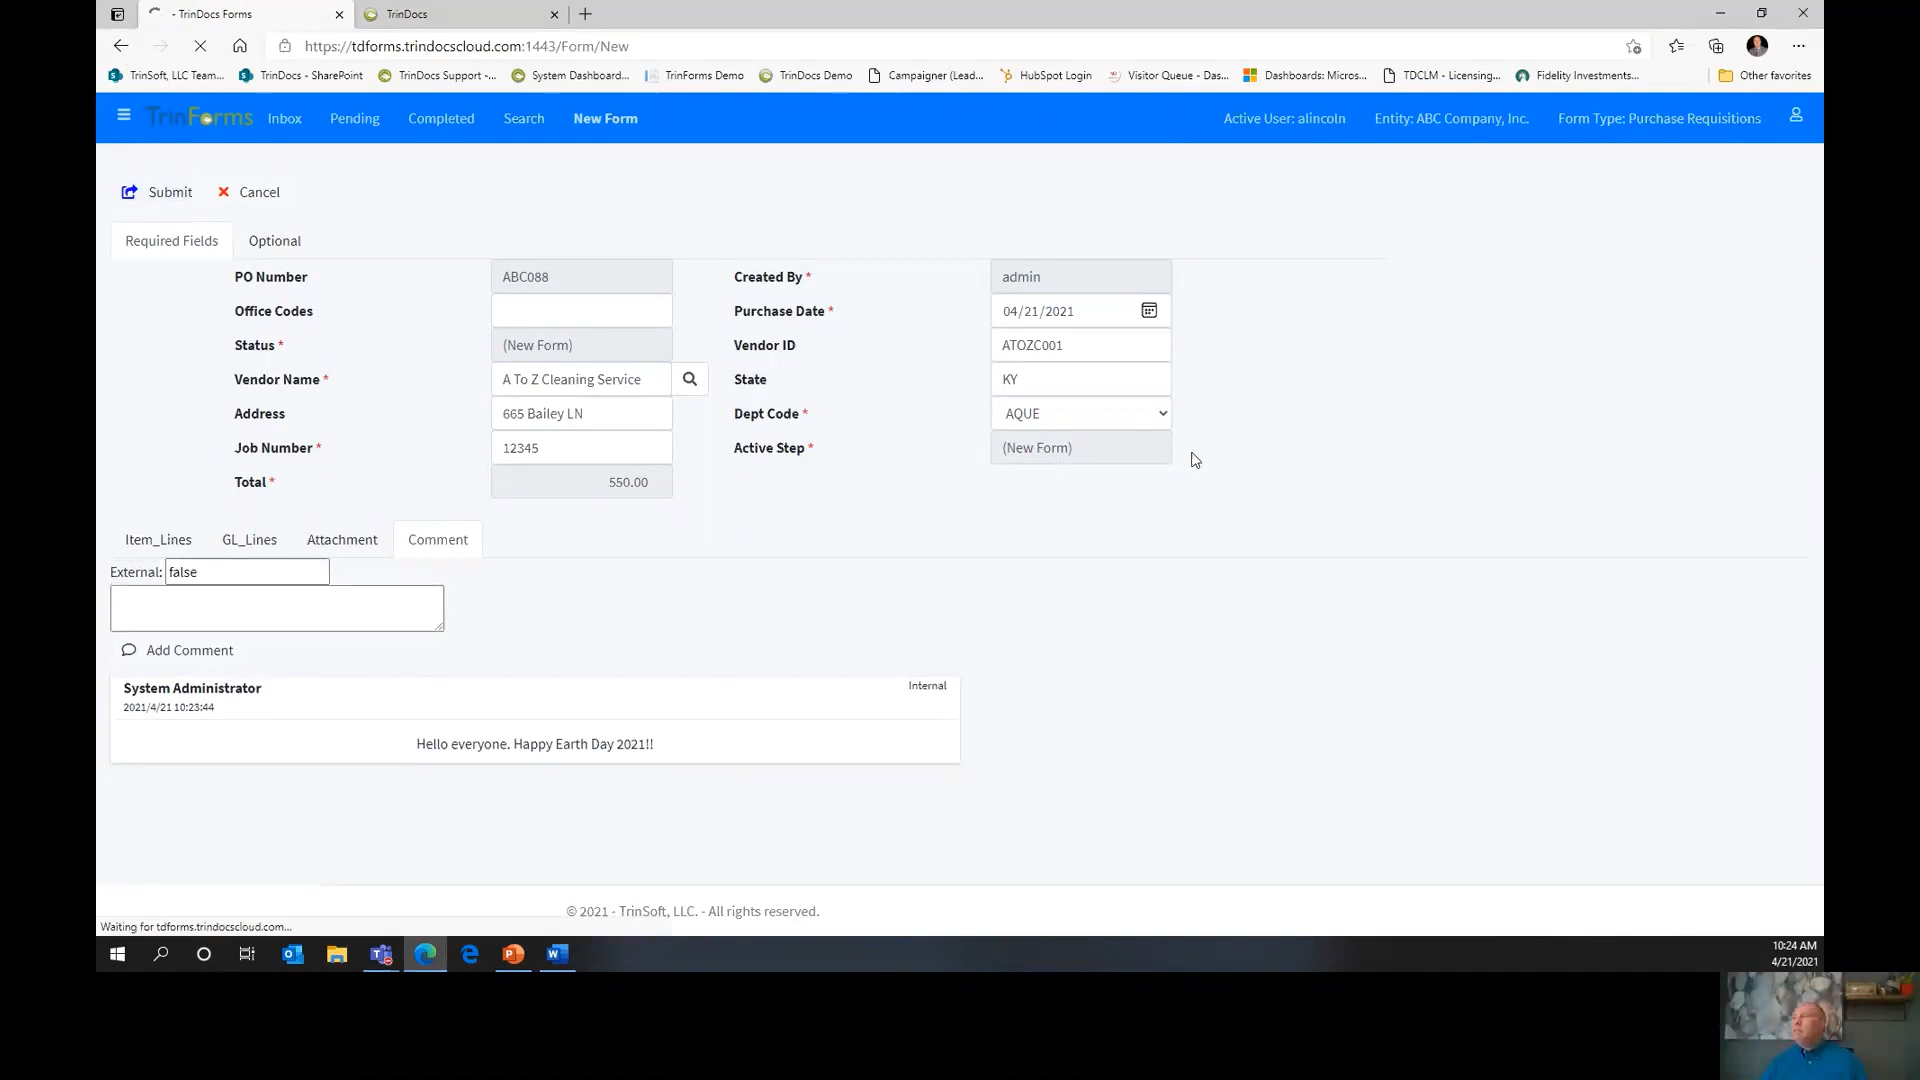 - TrinDocs Forms
TrinDocs
https://tdforms.trindocscloud.com:1443/Form/New
TrinSoft, LLC Team...
TrinDocs - SharePoint
TrinDocs Support -...
System Dashboard...
TrinForms Demo
TrinDocs Demo
Campaigner (Lead...
HubSpot Login
Visitor Queue - Das...
Dashboards: Micros...
TDCLM - Licensing,...
Fidelity Investments...
Other favorites
TrinForms
Inbox
Pending
Completed
Search
New Form
Active User: alincoln
Entity: ABC Company, Inc.
Form Type: Purchase Requisitions
Submit
Cancel
Required Fields
Optional
PO Number ABC088 Created By * admin
Office Codes Purchase Date * 04/21/2021
Status * (New Form) Vendor ID ATOZC001
Vendor Name * A To Z Cleaning Service State KY
Address 665 Bailey LN Dept Code * AQUE
Job Number * 12345 Active Step * (New Form)
Total * 550.00
Item_Lines
GL_Lines
Attachment
Comment
External: false
Add Comment
System Administrator Internal
2021/4/21 10:23:44
Hello everyone. Happy Earth Day 2021!!
© 2021 - TrinSoft, LLC. - All rights reserved.
Waiting for tdforms.trindocscloud.com...
10:24 AM
4/21/2021